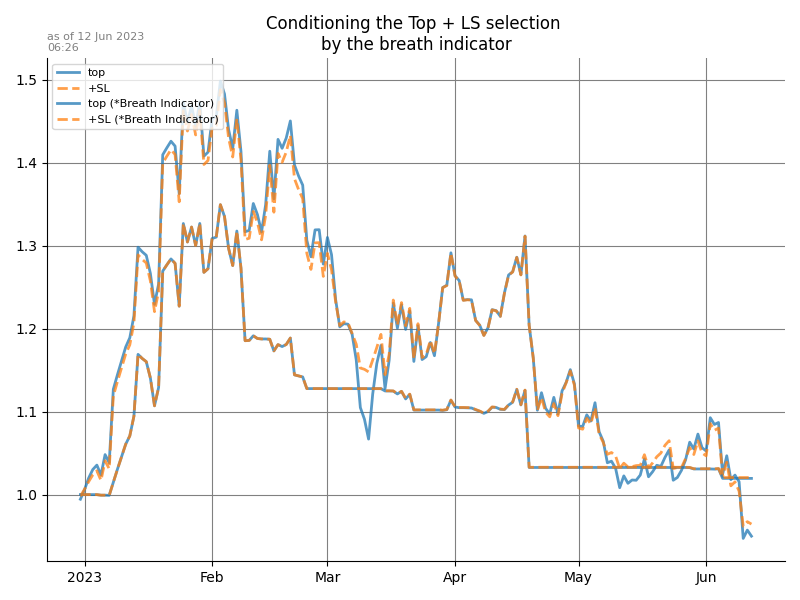 Conditioning the Top + LS selection
by the breath indicator
as of 12 Jun 2023
06:26
top
+SL
top (*Breath Indicator)
+SL (*Breath Indicator)
1.5
1.4
1.3
1.2
1.1
1.0
2023 Feb Mar Apr May Jun